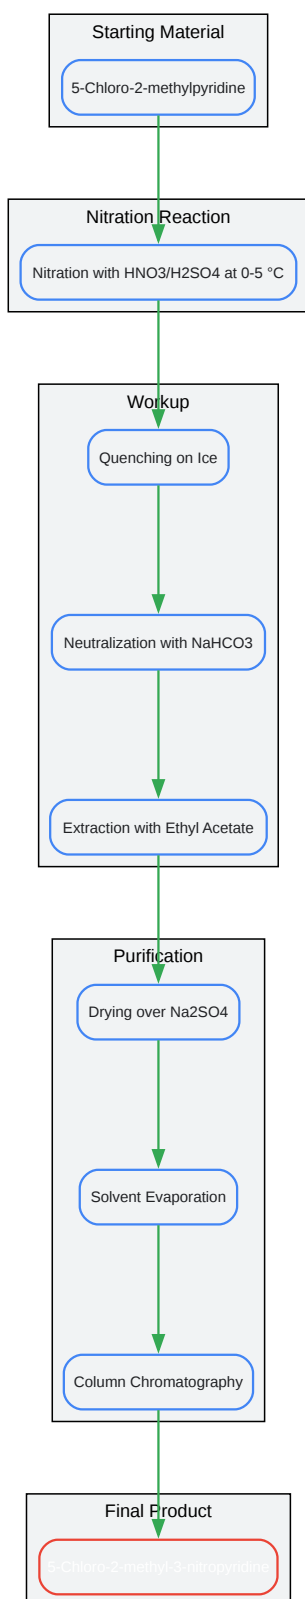 Starting Material
5-Chloro-2-methylpyridine
Nitration Reaction
Nitration with HNO3/H2SO4 at 0-5 °C
Workup
Quenching on Ice
Neutralization with NaHCO3
Extraction with Ethyl Acetate
Purification
Drying over Na2SO4
Solvent Evaporation
Column Chromatography
Final Product
5-Chloro-2-methyl-3-nitropyridine